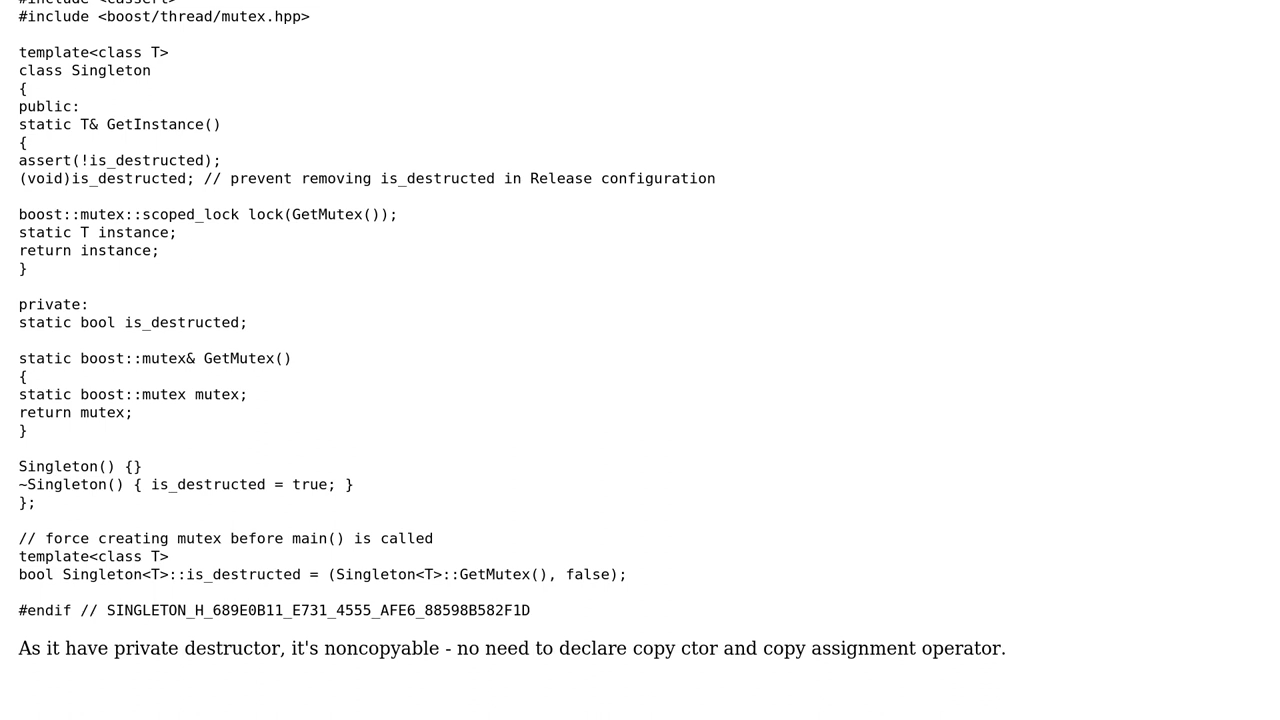 #include <cassert>
#include <boost/thread/mutex.hpp>
template<class T>
class Singleton
{
public:
static T& GetInstance()
{
assert(!is_destructed);
(void)is_destructed; // prevent removing is_destructed in Release configuration
boost::mutex::scoped_lock lock(GetMutex());
static T instance;
return instance;
}
private:
static bool is_destructed;
static boost::mutex& GetMutex()
{
static boost::mutex mutex;
return mutex;
}
Singleton() {}
~Singleton() { is_destructed = true; }
};
// force creating mutex before main() is called
template<class T>
bool Singleton<T>::is_destructed = (Singleton<T>::GetMutex(), false);
#endif // SINGLETON_H_689E0B11_E731_4555_AFE6_88598B582F1D
As it have private destructor, it's noncopyable - no need to declare copy ctor and copy assignment operator.